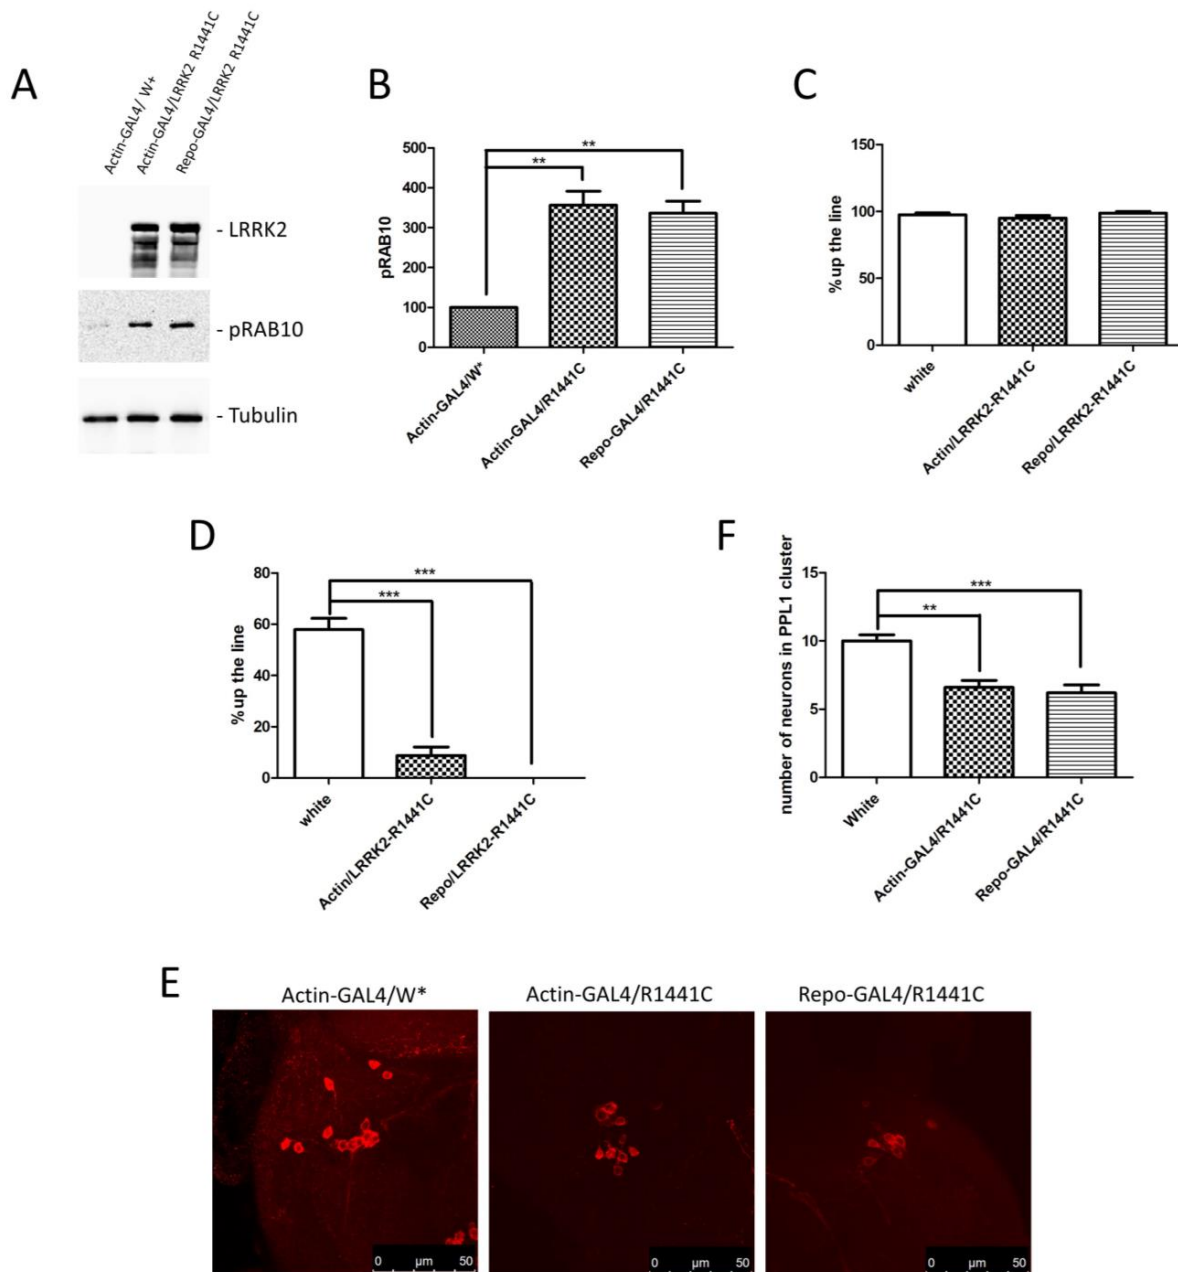 A
Actin-GAL4/ W+
Actin-GAL4/LRRK2 R1441C
Repo-GAL4/LRRK2 R1441C
- LRRK2
- pRAB10
- Tubulin
B
pRAB10
500
400
300
200
100
0
**
**
Actin-GAL4/W*
Actin-GAL4/R1441C
Repo-GAL4/R1441C
C
%up the line
150
100
50
0
white
Actin/LRRK2-R1441C
Repo/LRRK2-R1441C
D
%up the line
80
60
40
20
0
***
***
white
Actin/LRRK2-R1441C
Repo/LRRK2-R1441C
F
number of neurons in PPL1 cluster
15
10
5
0
***
**
White
Actin-GAL4/R1441C
Repo-GAL4/R1441C
E
Actin-GAL4/W*
Actin-GAL4/R1441C
Repo-GAL4/R1441C
0 µm 50
0 µm 50
0 µm 50